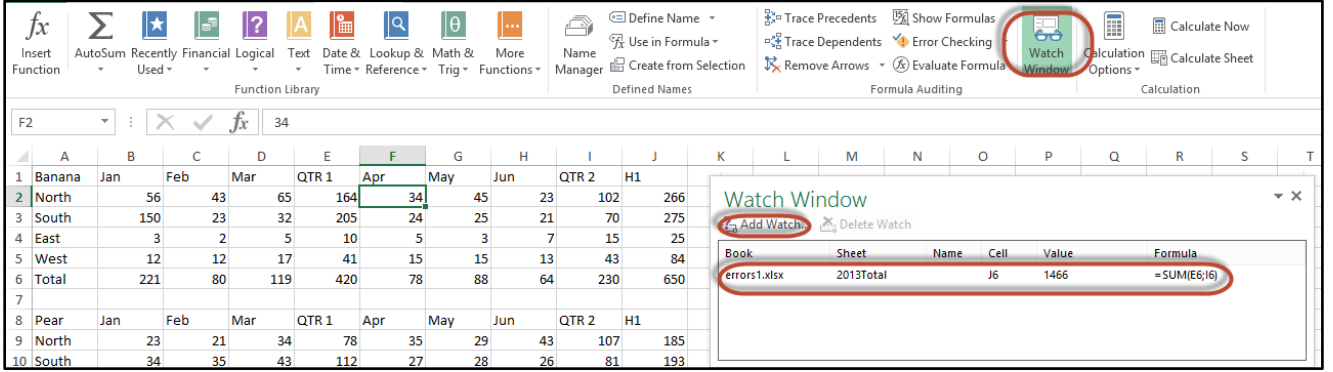 fx Σ ? A θ ...
Insert Function AutoSum Recently Used Financial Logical Text Date & Time Lookup & Reference Math & Trig More Functions
Function Library
Name Manager
Define Name
Use in Formula
Create from Selection
Defined Names
Trace Precedents Show Formulas
Trace Dependents Error Checking
Remove Arrows Evaluate Formula
Watch Window
Formula Auditing
Calculation Options
Calculate Now
Calculate Sheet
Calculation
F2 fx 34
A B C D E F G H I J K L M N O P Q R S T
1 Banana Jan Feb Mar QTR 1 Apr May Jun QTR 2 H1
2 North 56 43 65 164 34 45 23 102 266
3 South 150 23 32 205 24 25 21 70 275
4 East 3 2 5 10 5 3 7 15 25
5 West 12 12 17 41 15 15 13 43 84
6 Total 221 80 119 420 78 88 64 230 650
7
8 Pear Jan Feb Mar QTR 1 Apr May Jun QTR 2 H1
9 North 23 21 34 78 35 29 43 107 185
10 South 34 35 43 112 27 28 26 81 193
Watch Window
Add Watch... Delete Watch
Book Sheet Name Cell Value Formula
errors1.xlsx 2013Total J6 1466 =SUM(E6;I6)